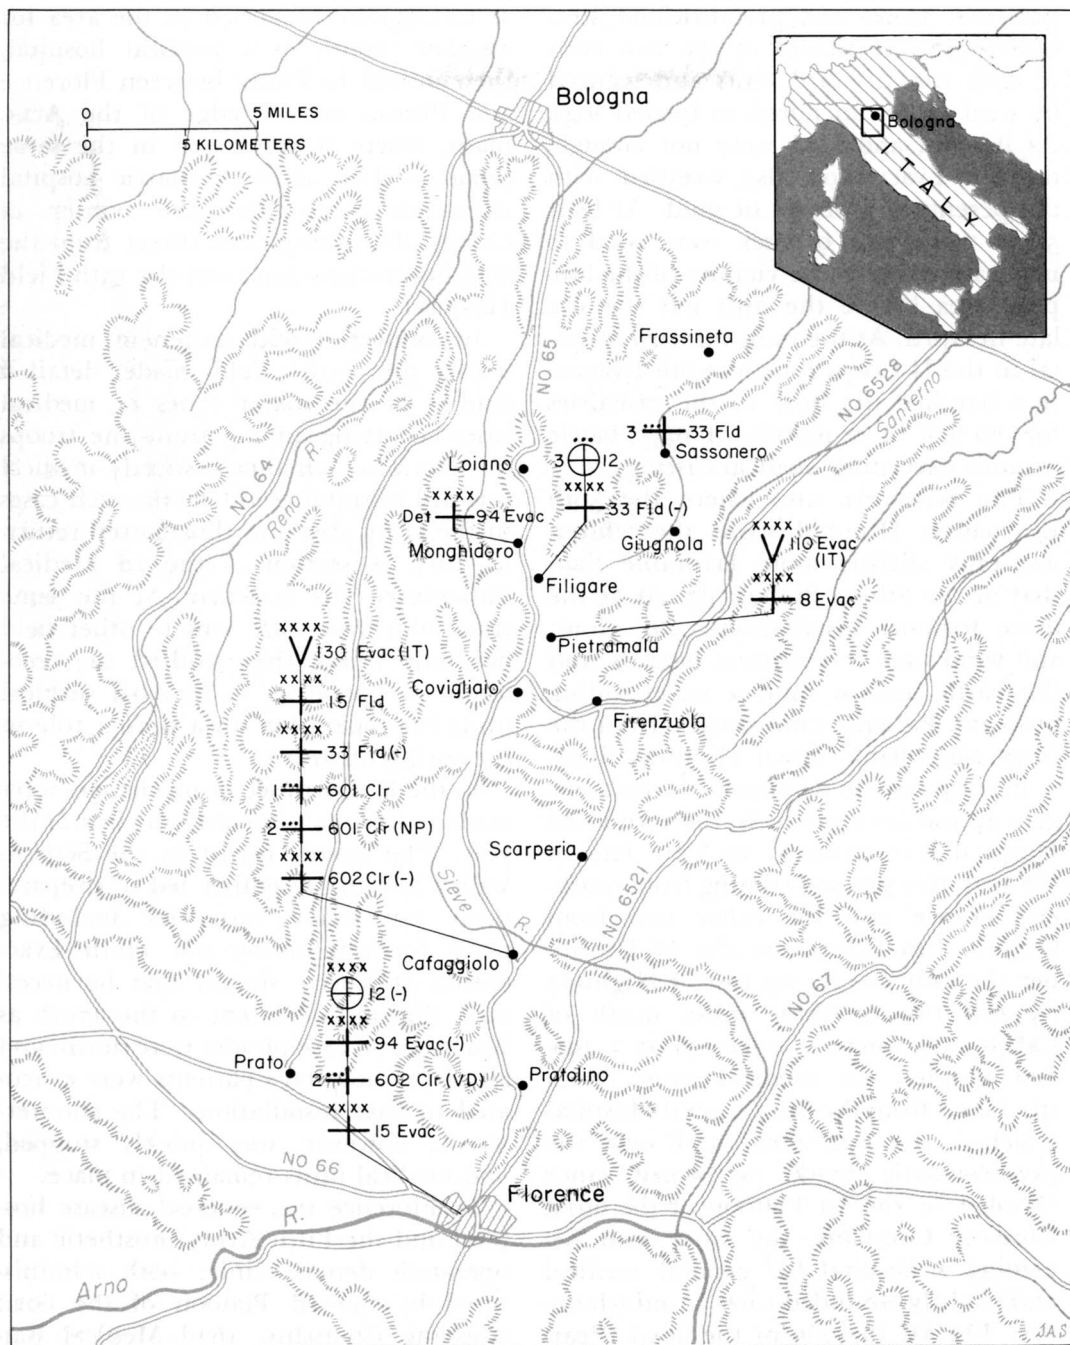 Bologna
0 5 MILES
0 5 KILOMETERS
Bologna
ITALY
NO 65
Frassineta
NO 6528
Santerno
3 33 Fld
Sassonero
NO 64
Reno R.
Loiano
3 12
xxxx
33 Fld (-)
xxxx
Det 94 Evac
Monghidoro
Giugnola
xxxx
110 Evac
(IT)
xxxx
8 Evac
Filigare
Pietramala
xxxx
130 Evac (IT)
xxxx
15 Fld
Covigliaio
Firenzuola
xxxx
33 Fld (-)
1 601 Clr
2 601 Clr (NP)
xxxx
602 Clr (-)
Scarperia
Sieve R.
NO 6521
Cafaggiolo
NO 67
xxxx
12 (-)
xxxx
94 Evac (-)
Prato
2 602 Clr (VD)
Pratolino
xxxx
15 Evac
NO 66
Florence
Arno R.
JAS